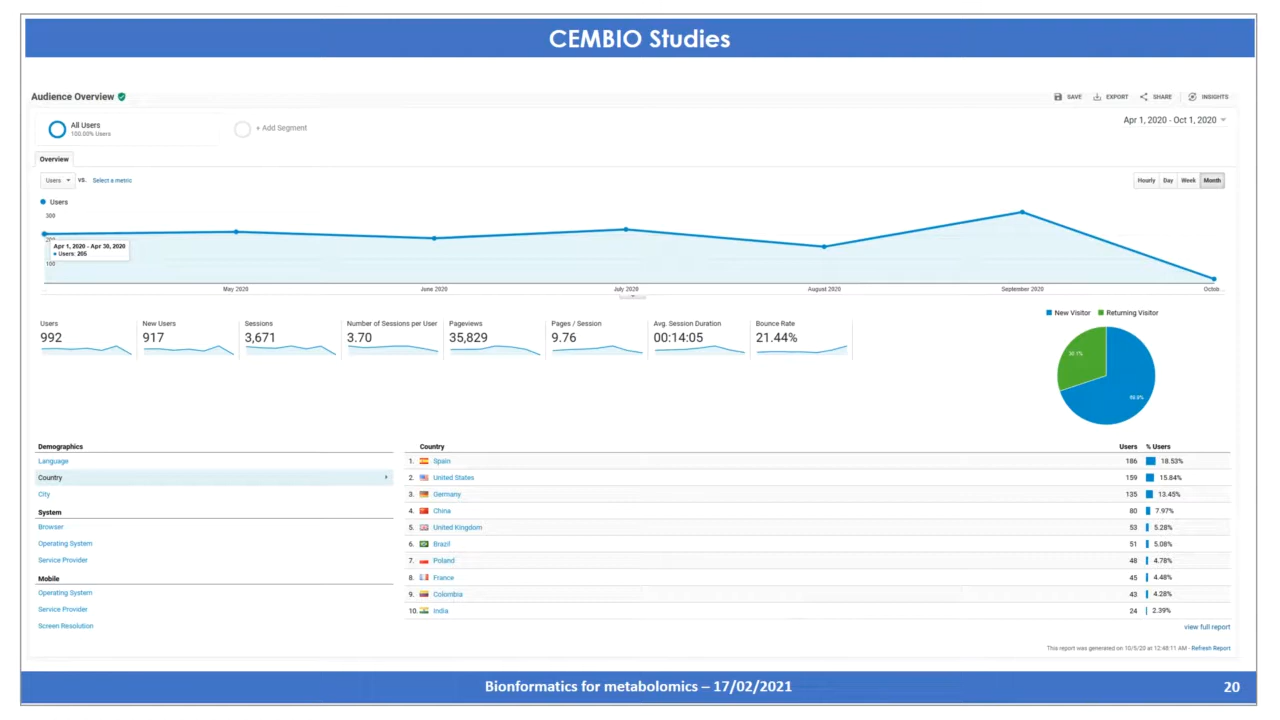 CEMBIO Studies
Audience Overview
SAVE EXPORT SHARE INSIGHTS
All Users
100.00% Users
+ Add Segment
Apr 1, 2020 - Oct 1, 2020
Overview
Users VS. Select a metric
Hourly Day Week Month
Users
300
200
Apr 1, 2020 - Apr 30, 2020
Users: 205
100
May 2020 June 2020 July 2020 August 2020 September 2020 Octob...
New Visitor Returning Visitor
Users New Users Sessions Number of Sessions per User Pageviews Pages / Session Avg. Session Duration Bounce Rate
992 917 3,671 3.70 35,829 9.76 00:14:05 21.44%
30.1%
69.9%
Demographics
Language
Country
City
System
Browser
Operating System
Service Provider
Mobile
Operating System
Service Provider
Screen Resolution
Country Users % Users
1. Spain 186 18.53%
2. United States 159 15.84%
3. Germany 135 13.45%
4. China 80 7.97%
5. United Kingdom 53 5.28%
6. Brazil 51 5.08%
7. Poland 48 4.78%
8. France 45 4.48%
9. Colombia 43 4.28%
10. India 24 2.39%
view full report
This report was generated on 10/5/20 at 12:48:11 AM - Refresh Report
Bionformatics for metabolomics – 17/02/2021
20